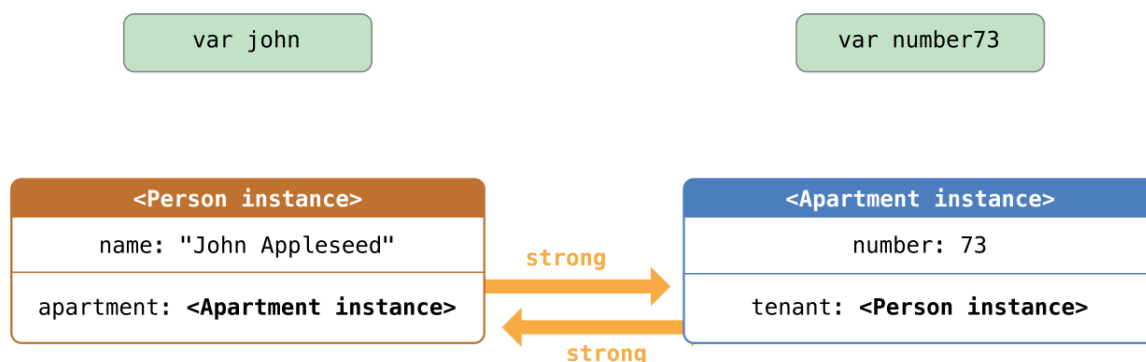 var john
var number73
<Person instance>
name: "John Appleseed"
apartment: <Apartment instance>
strong
strong
<Apartment instance>
number: 73
tenant: <Person instance>